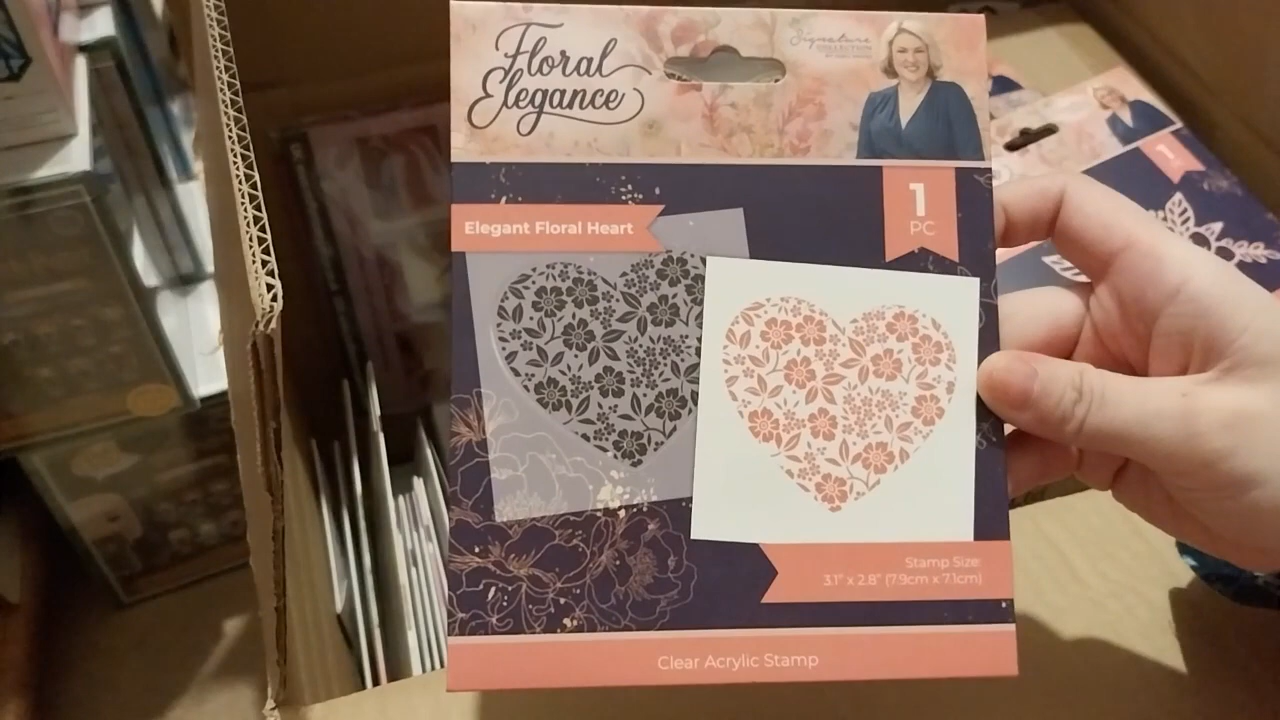 Floral
Elegance
Signature
COLLECTION
1
PC
Elegant Floral Heart
Stamp Size:
3.1" x 2.8" (7.9cm x 7.1cm)
Clear Acrylic Stamp
1